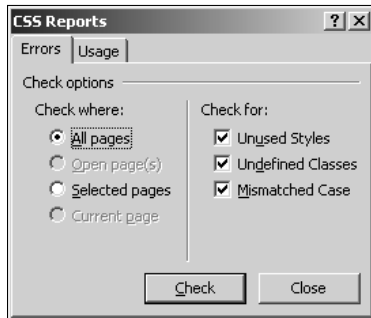 CSS Reports
Errors
Usage
Check options
Check where:
All pages
Open page(s)
Selected pages
Current page
Check for:
Unused Styles
Undefined Classes
Mismatched Case
Check
Close